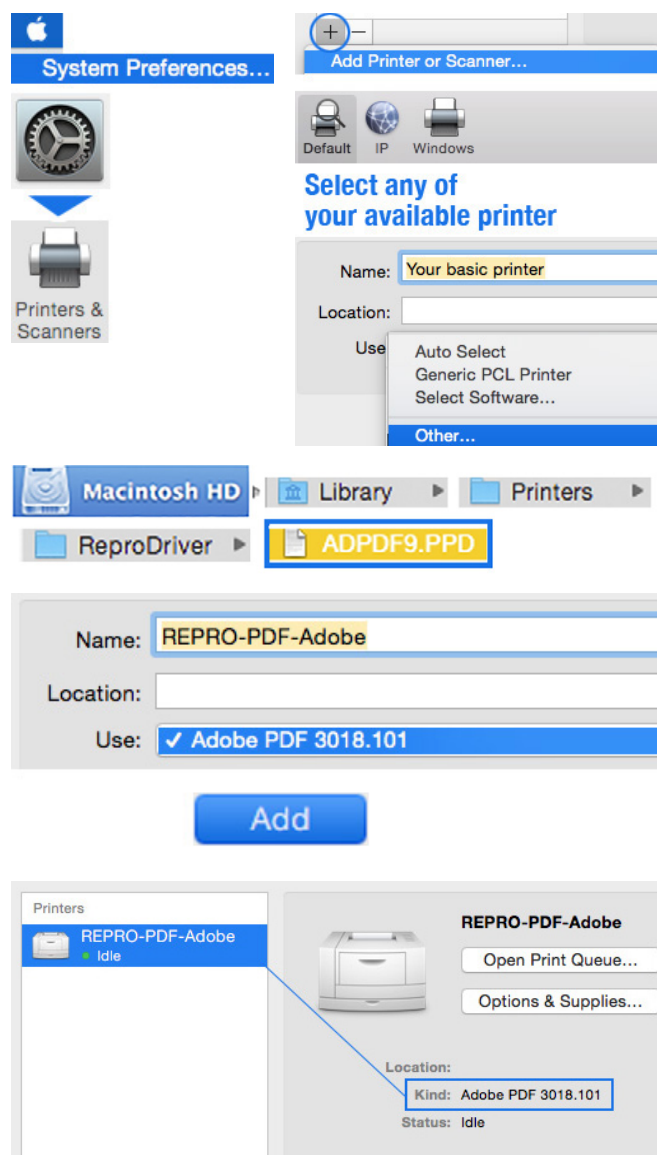 System Preferences...
Printers &
Scanners
+ −
Add Printer or Scanner...
Default IP Windows
Select any of
your available printer
Name: Your basic printer
Location:
Use
Auto Select
Generic PCL Printer
Select Software...
Other...
Macintosh HD Library Printers
ReproDriver ADPDF9.PPD
Name: REPRO-PDF-Adobe
Location:
Use: ✓ Adobe PDF 3018.101
Add
Printers
REPRO-PDF-Adobe
Idle
REPRO-PDF-Adobe
Open Print Queue...
Options & Supplies...
Location:
Kind: Adobe PDF 3018.101
Status: Idle